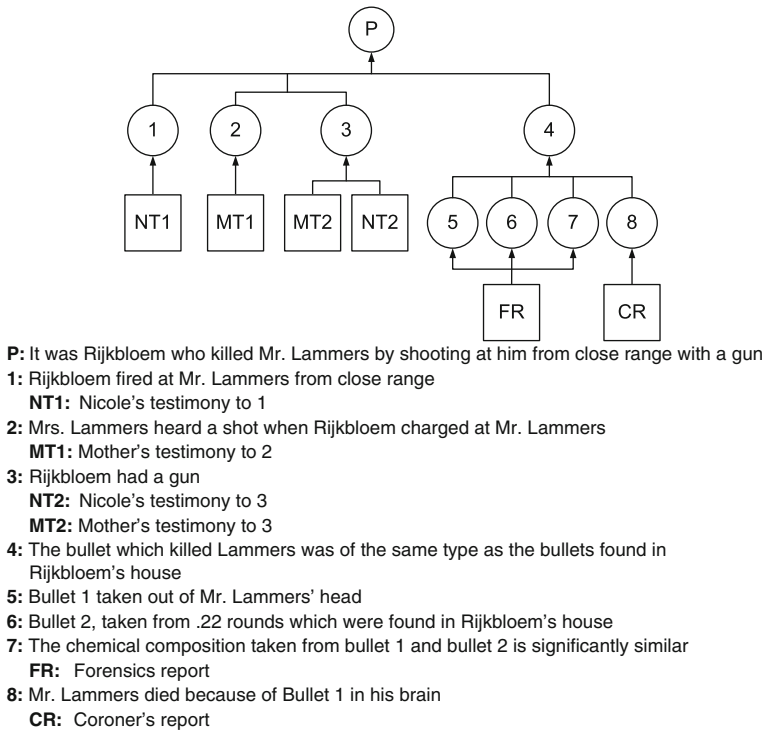 P
1
2
3
4
NT1
MT1
MT2
NT2
5
6
7
8
FR
CR
P: It was Rijkbloem who killed Mr. Lammers by shooting at him from close range with a gun
1: Rijkbloem fired at Mr. Lammers from close range
NT1: Nicole's testimony to 1
2: Mrs. Lammers heard a shot when Rijkbloem charged at Mr. Lammers
MT1: Mother's testimony to 2
3: Rijkbloem had a gun
NT2: Nicole's testimony to 3
MT2: Mother's testimony to 3
4: The bullet which killed Lammers was of the same type as the bullets found in
Rijkbloem's house
5: Bullet 1 taken out of Mr. Lammers' head
6: Bullet 2, taken from .22 rounds which were found in Rijkbloem's house
7: The chemical composition taken from bullet 1 and bullet 2 is significantly similar
FR: Forensics report
8: Mr. Lammers died because of Bullet 1 in his brain
CR: Coroner's report